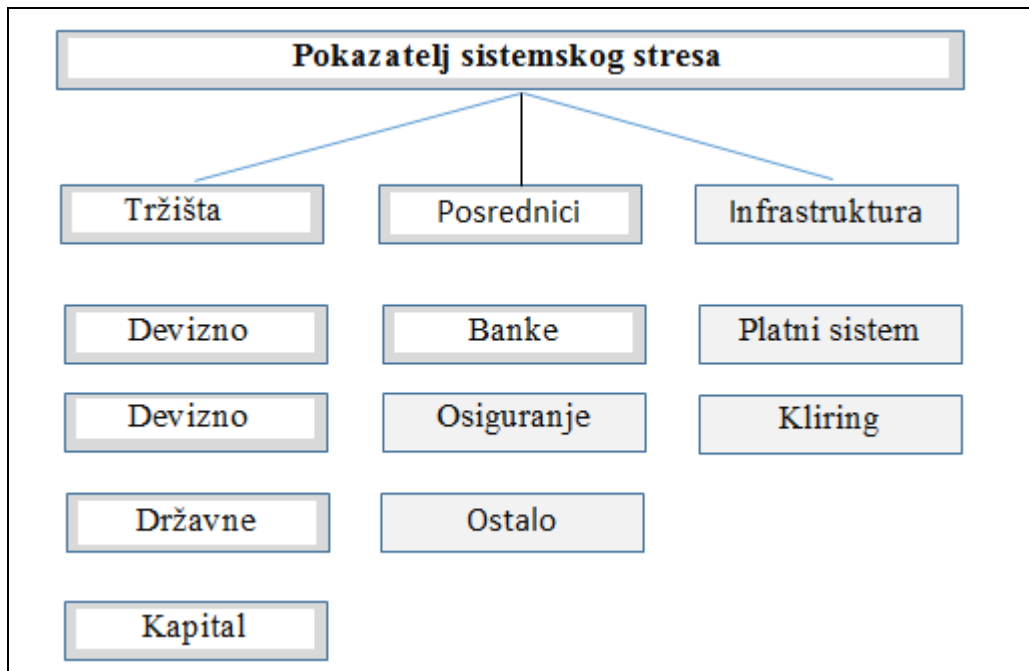 Pokazatelj sistemskog stresa
Tržišta
Posrednici
Infrastruktura
Devizno
Banke
Platni sistem
Devizno
Osiguranje
Kliring
Državne
Ostalo
Kapital